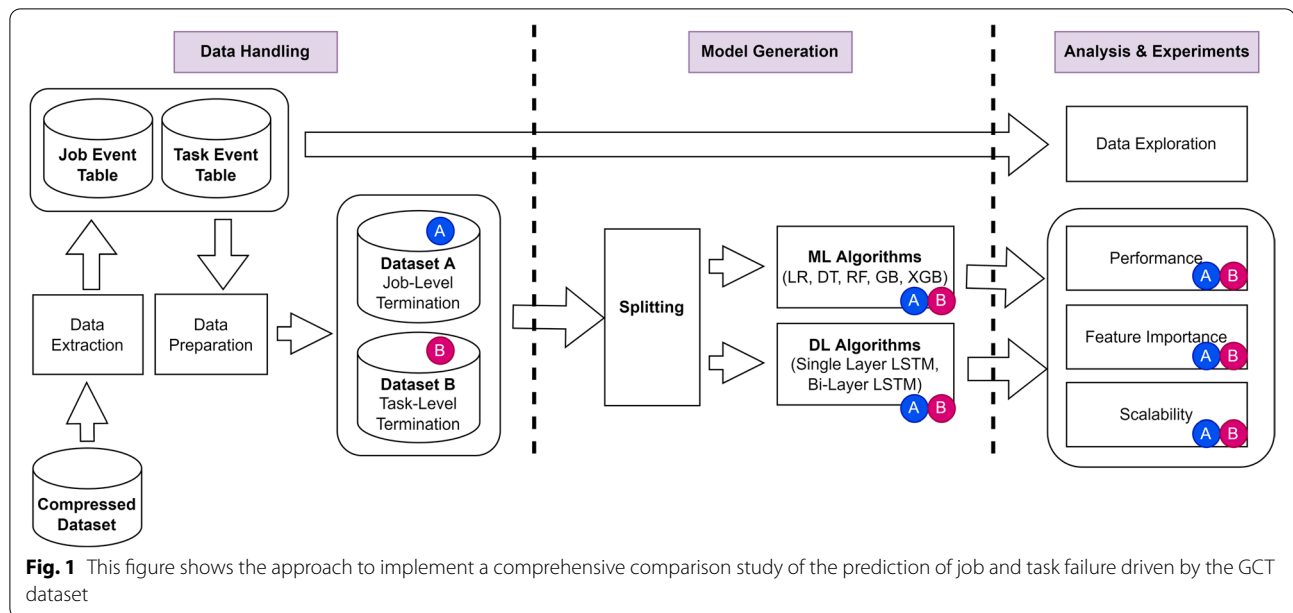 Data Handling
Model Generation
Analysis & Experiments
Job Event
Table
Task Event
Table
Data Exploration
A
Dataset A
Job-Level
Termination
B
Dataset B
Task-Level
Termination
Data
Extraction
Data
Preparation
Compressed
Dataset
Splitting
ML Algorithms
(LR, DT, RF, GB, XGB)
A B
DL Algorithms
(Single Layer LSTM,
Bi-Layer LSTM)
A B
Performance
A B
Feature Importance
A B
Scalability
A B
Fig. 1 This figure shows the approach to implement a comprehensive comparison study of the prediction of job and task failure driven by the GCT
dataset